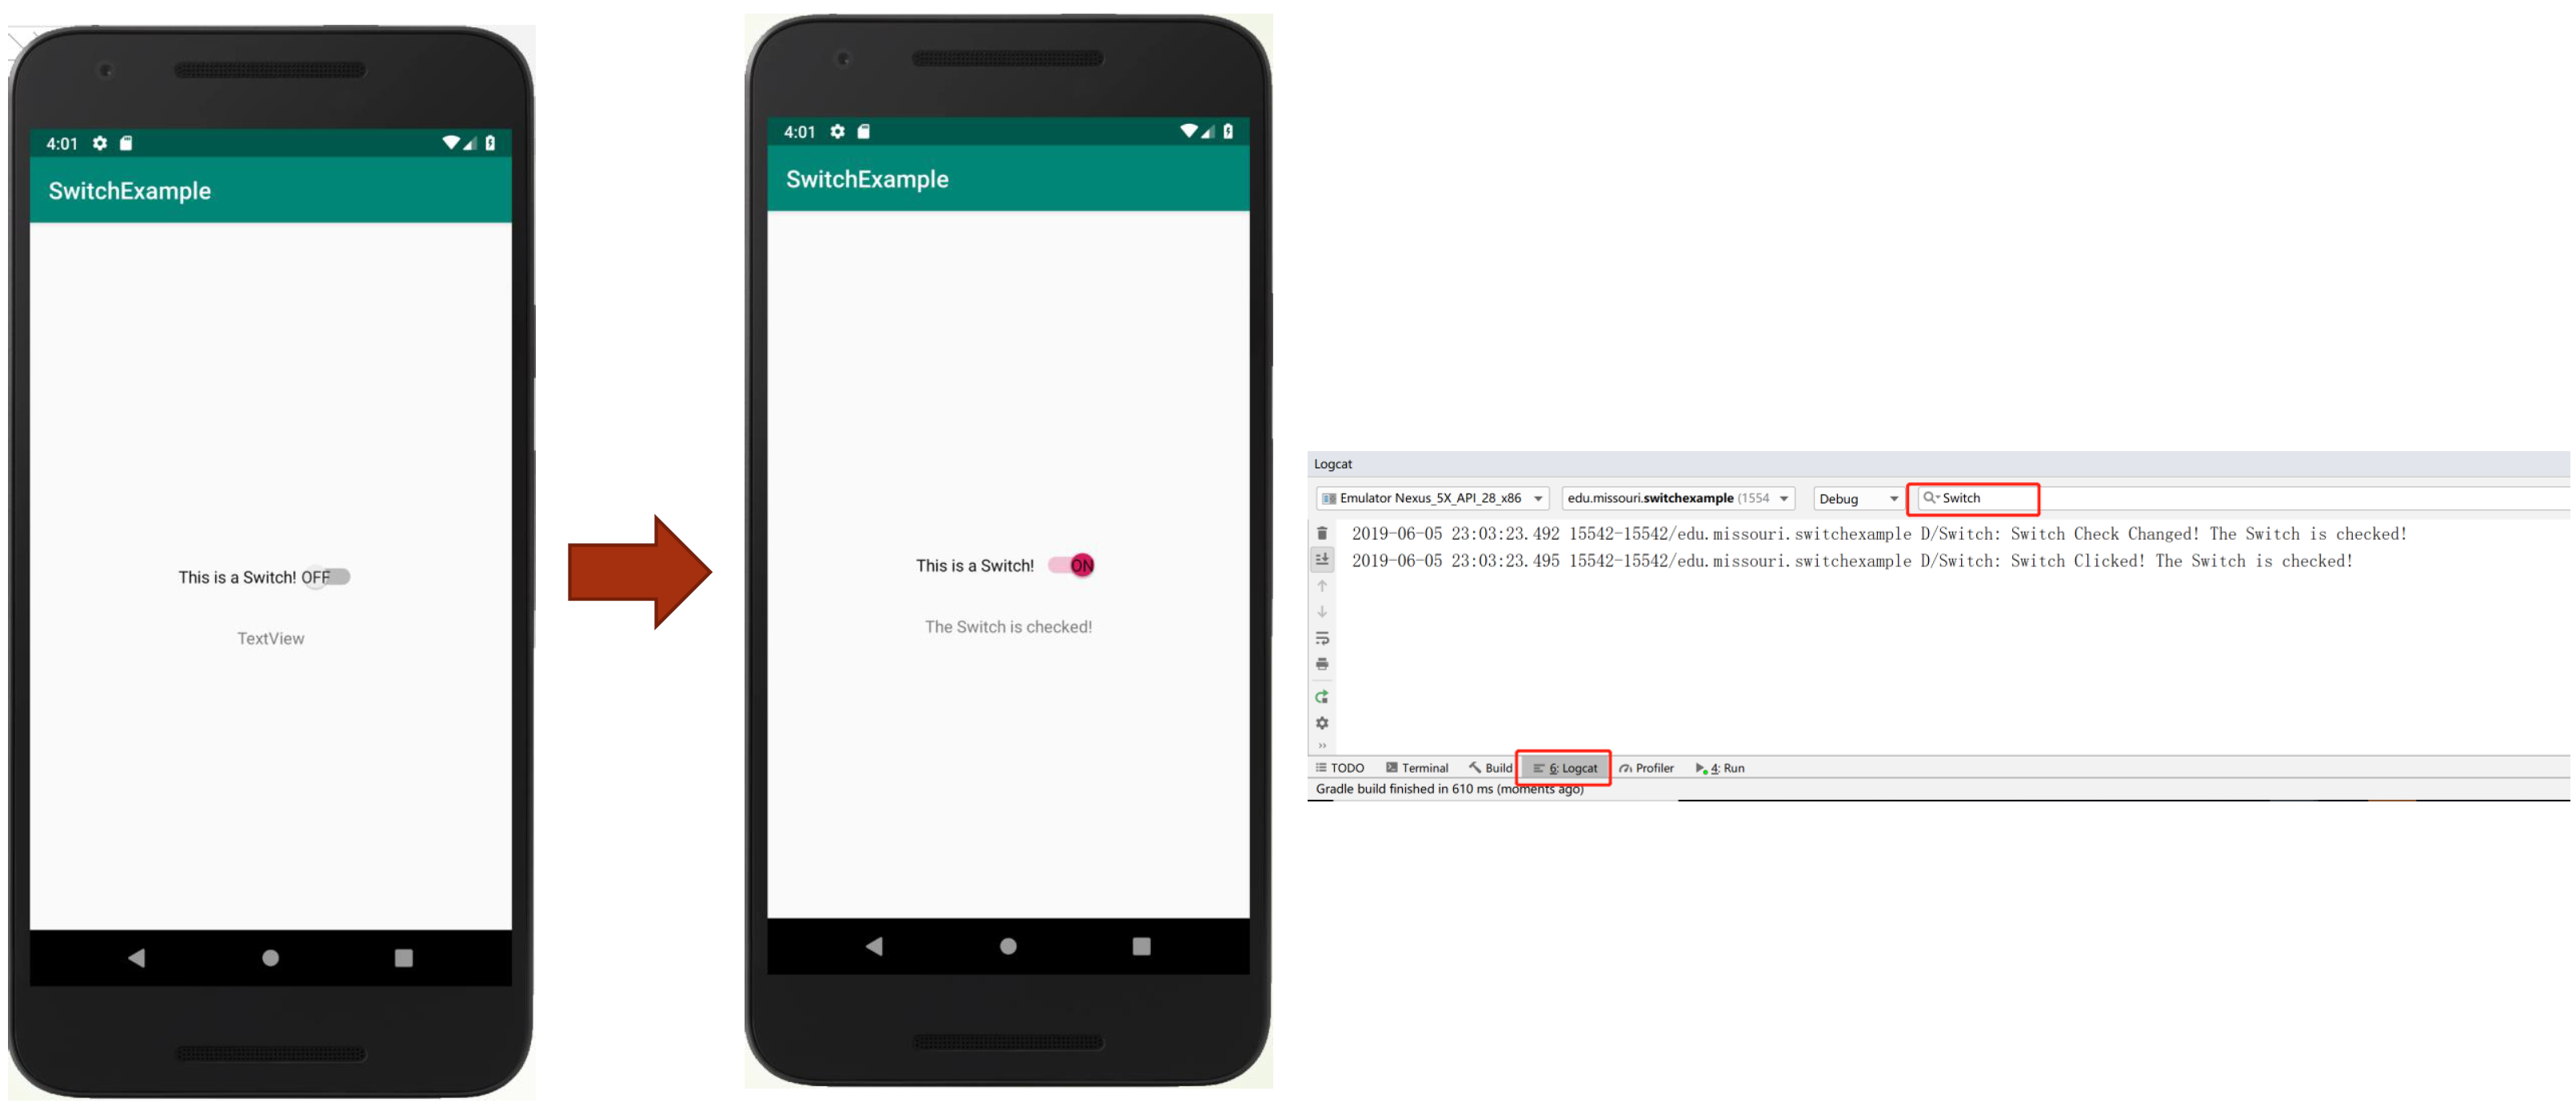 4:01
SwitchExample
This is a Switch! OFF
TextView
4:01
SwitchExample
This is a Switch! ON
The Switch is checked!
Logcat
Emulator Nexus_5X_API_28_x86 edu.missouri.switchexample (1554 Debug Switch
2019-06-05 23:03:23.492 15542-15542/edu.missouri.switchexample D/Switch: Switch Check Changed! The Switch is checked!
2019-06-05 23:03:23.495 15542-15542/edu.missouri.switchexample D/Switch: Switch Clicked! The Switch is checked!
TODO Terminal Build 6: Logcat Profiler 4: Run
Gradle build finished in 610 ms (moments ago)